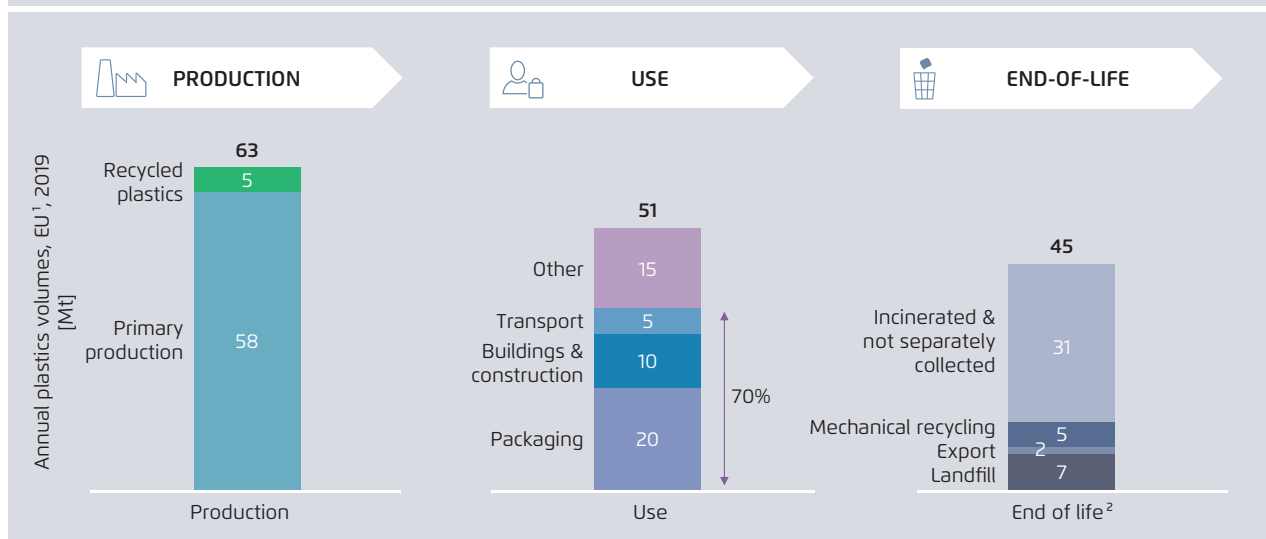 PRODUCTION
USE
END-OF-LIFE
Annual plastics volumes, EU¹, 2019
[Mt]
63
Recycled
plastics
5
Primary
production
58
Production
51
Other
15
Transport
5
Buildings &
construction
10
70%
Packaging
20
Use
45
Incinerated &
not separately
collected
31
Mechanical recycling
5
Export
2
Landfill
7
End of life²